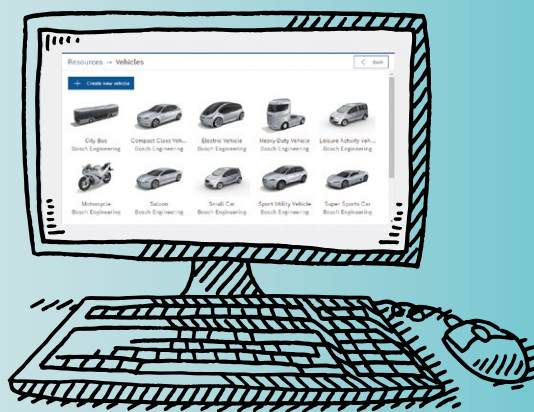 Resources → Vehicles
< Back
+ Create new vehicle
City Bus
Bosch Engineering
Compact Class Veh...
Bosch Engineering
Electric Vehicle
Bosch Engineering
Heavy-Duty Vehicle
Bosch Engineering
Leisure Activity Veh...
Bosch Engineering
Motorcycle
Bosch Engineering
Saloon
Bosch Engineering
Small Car
Bosch Engineering
Sport Utility Vehicle
Bosch Engineering
Super Sports Car
Bosch Engineering